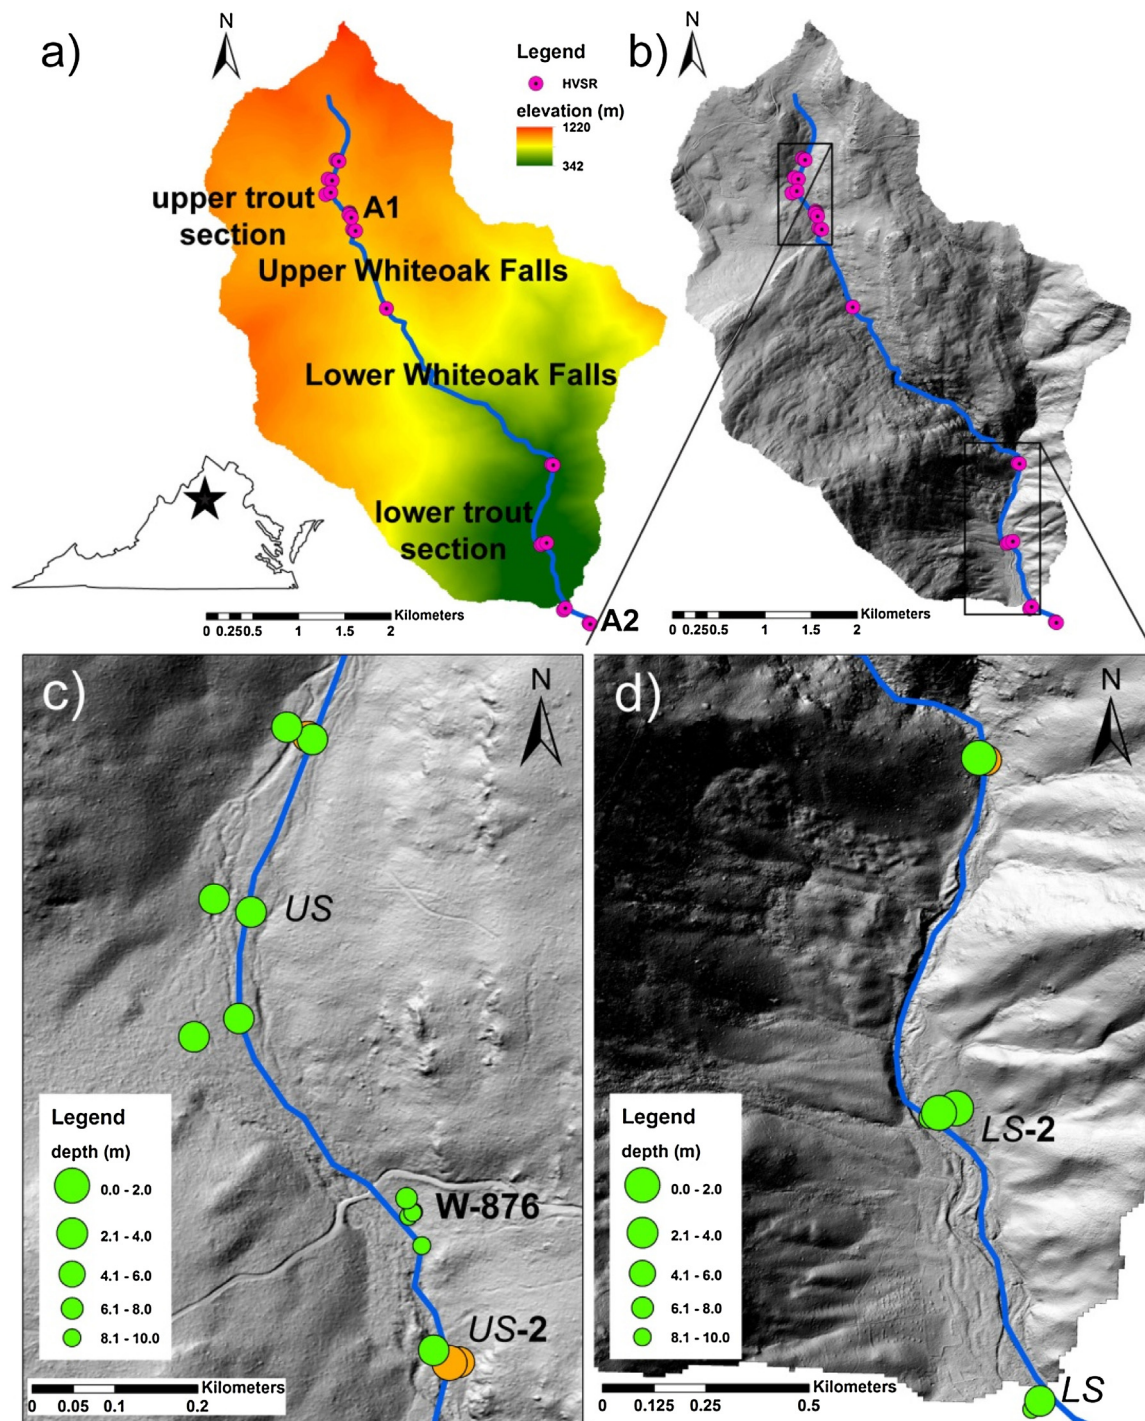 a)
N
Legend
HVSR
elevation (m)
1220
342
upper trout
section
A1
Upper Whiteoak Falls
Lower Whiteoak Falls
lower trout
section
A2
Kilometers
0 0.25 0.5 1 1.5 2
b)
N
Kilometers
0 0.25 0.5 1 1.5 2
c)
N
US
W-876
US-2
Legend
depth (m)
0.0 - 2.0
2.1 - 4.0
4.1 - 6.0
6.1 - 8.0
8.1 - 10.0
Kilometers
0 0.05 0.1 0.2
d)
N
LS-2
LS
Legend
depth (m)
0.0 - 2.0
2.1 - 4.0
4.1 - 6.0
6.1 - 8.0
8.1 - 10.0
Kilometers
0 0.125 0.25 0.5